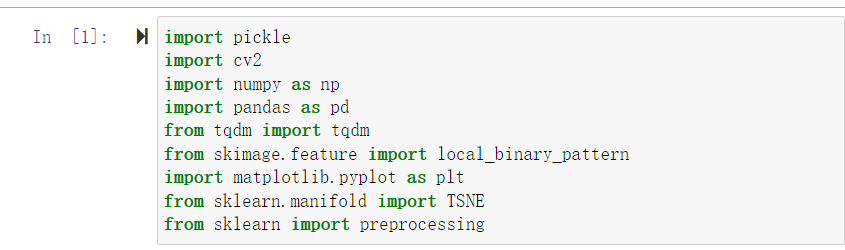 In [1]:
import pickle
import cv2
import numpy as np
import pandas as pd
from tqdm import tqdm
from skimage.feature import local_binary_pattern
import matplotlib.pyplot as plt
from sklearn.manifold import TSNE
from sklearn import preprocessing